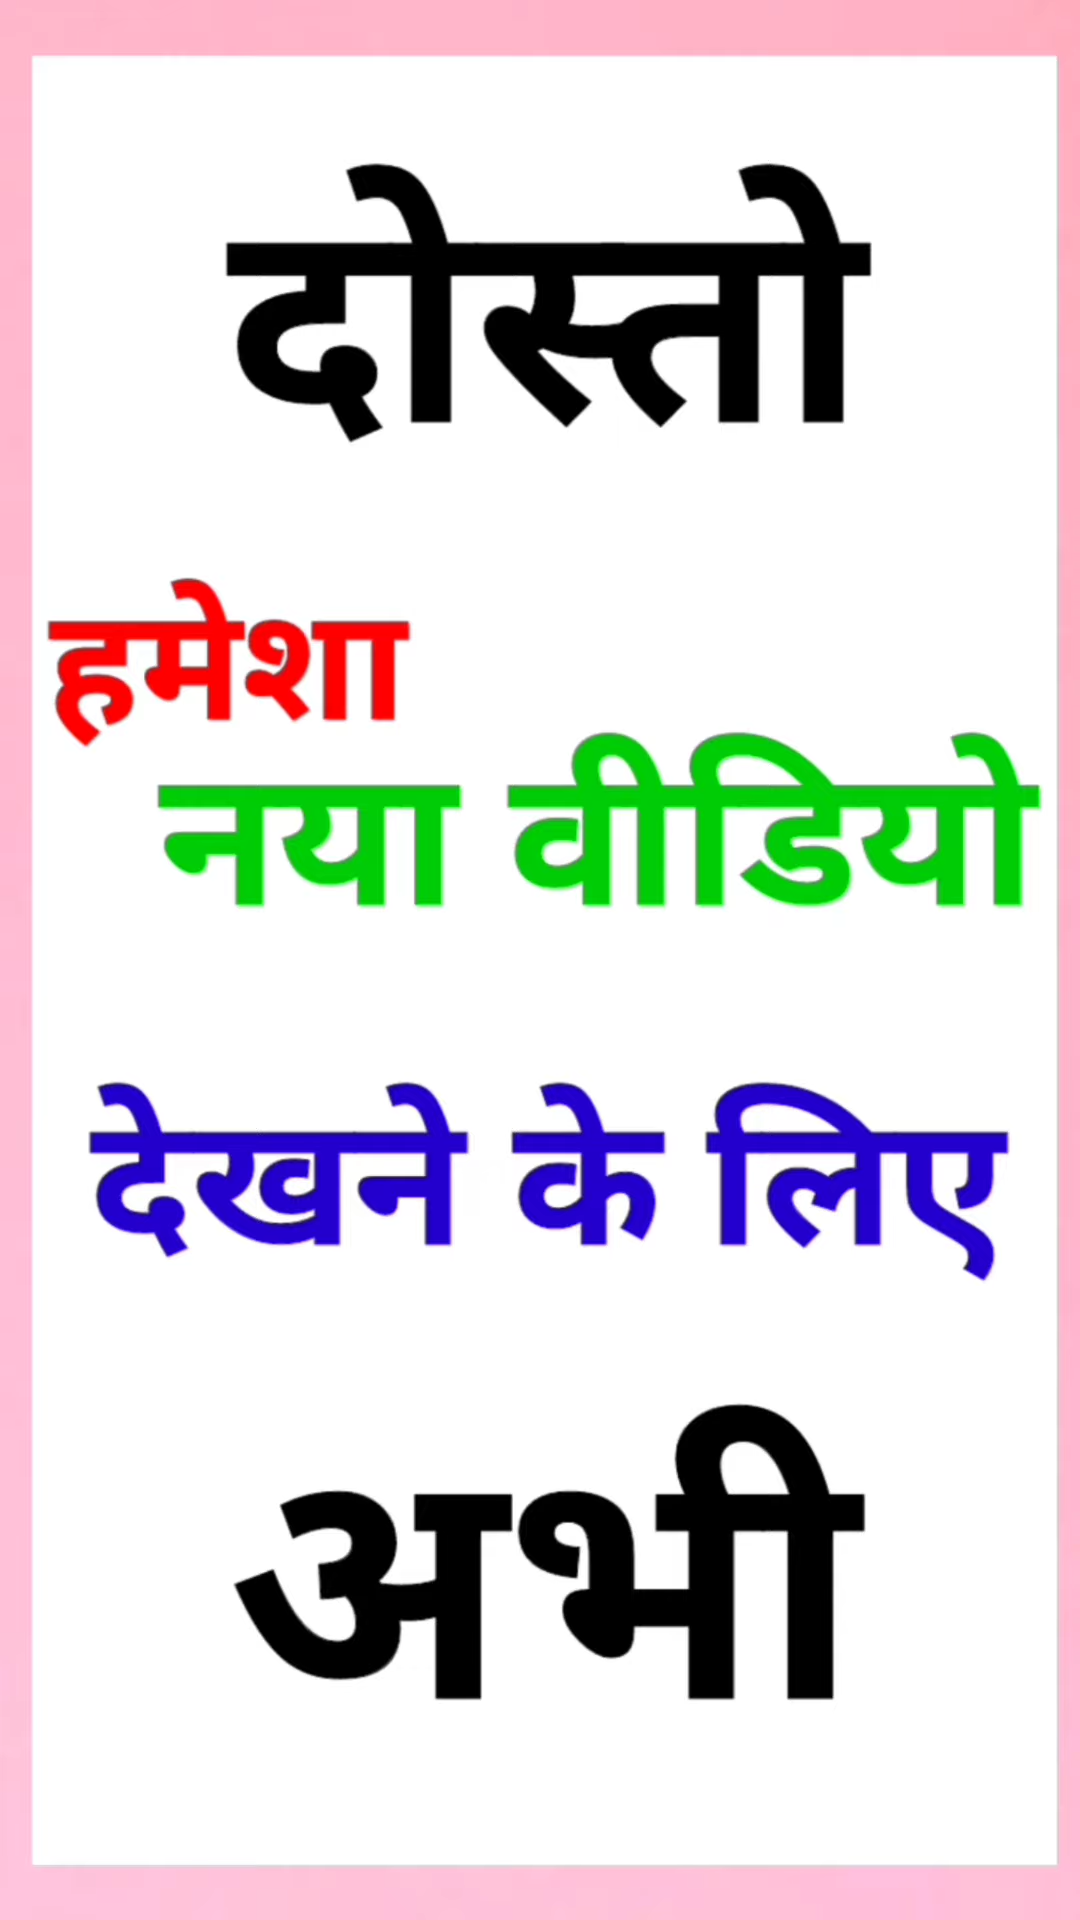 दोस्तो
हमेशा
नया वीडियो
देखने के लिए
अभी